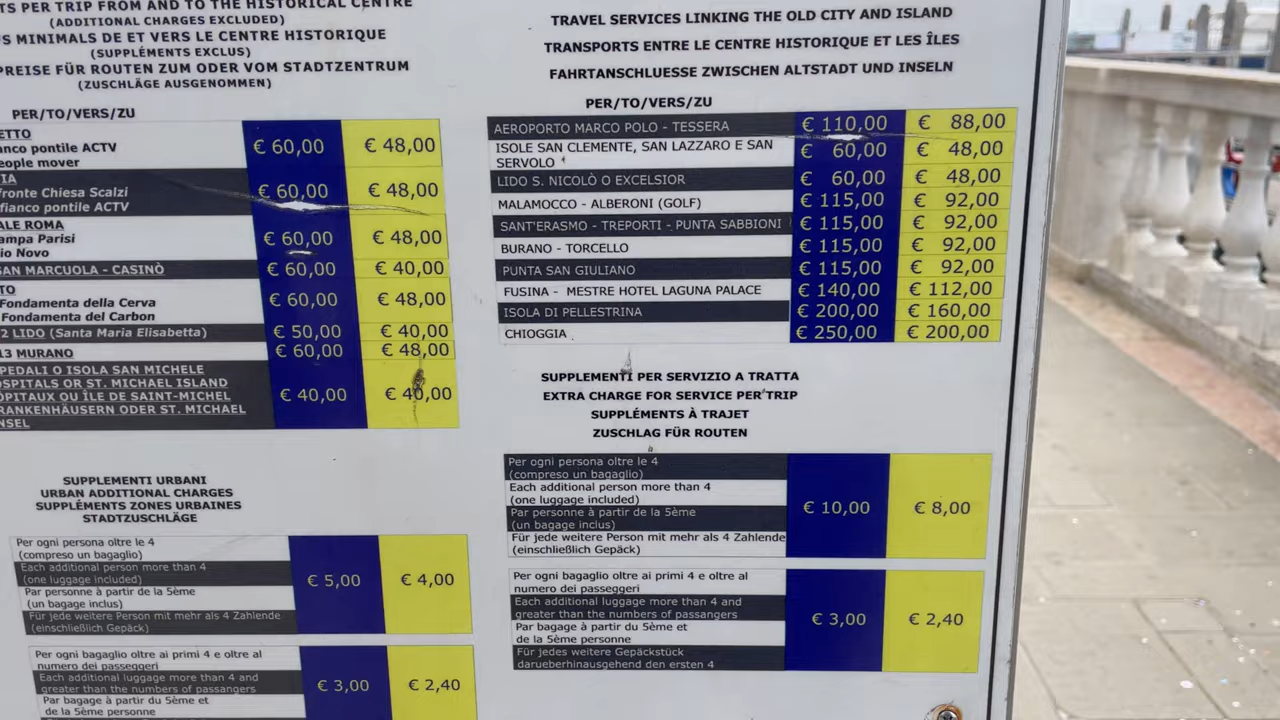 TS PER TRIP FROM AND TO THE HISTORICAL CENTRE
(ADDITIONAL CHARGES EXCLUDED)
S MINIMALS DE ET VERS LE CENTRE HISTORIQUE
(SUPPLÉMENTS EXCLUS)
PREISE FÜR ROUTEN ZUM ODER VOM STADTZENTRUM
(ZUSCHLÄGE AUSGENOMMEN)
PER/TO/VERS/ZU
ETTO
anco pontile ACTV
eople mover
€ 60,00 € 48,00
IA
fronte Chiesa Scalzi
fianco pontile ACTV
€ 60,00 € 48,00
ALE ROMA
ampa Parisi
io Novo
€ 60,00 € 48,00
SAN MARCUOLA - CASINÒ € 60,00 € 40,00
TO
Fondamenta della Cerva
Fondamenta del Carbon
€ 60,00 € 48,00
2 LIDO (Santa Maria Elisabetta) € 50,00 € 40,00
13 MURANO € 60,00 € 48,00
PEDALI O ISOLA SAN MICHELE
OSPITALS OR ST. MICHAEL ISLAND
ÔPITAUX OU ÎLE DE SAINT-MICHEL
RANKENHÄUSERN ODER ST. MICHAEL
NSEL
€ 40,00 € 40,00
SUPPLEMENTI URBANI
URBAN ADDITIONAL CHARGES
SUPPLÉMENTS ZONES URBAINES
STADTZUSCHLÄGE
Per ogni persona oltre le 4
(compreso un bagaglio)
Each additional person more than 4
(one luggage included)
Par personne à partir de la 5ème
(un bagage inclus)
Für jede weitere Person mit mehr als 4 Zahlende
(einschließlich Gepäck)
€ 5,00 € 4,00
Per ogni bagaglio oltre ai primi 4 e oltre al
numero dei passeggeri
Each additional luggage more than 4 and
greater than the numbers of passangers
Par bagage à partir du 5ème et
de la 5ème personne
€ 3,00 € 2,40
TRAVEL SERVICES LINKING THE OLD CITY AND ISLAND
TRANSPORTS ENTRE LE CENTRE HISTORIQUE ET LES ÎLES
FAHRTANSCHLUESSE ZWISCHEN ALTSTADT UND INSELN
PER/TO/VERS/ZU
AEROPORTO MARCO POLO - TESSERA € 110,00 € 88,00
ISOLE SAN CLEMENTE, SAN LAZZARO E SAN
SERVOLO
€ 60,00 € 48,00
LIDO S. NICOLÒ O EXCELSIOR € 60,00 € 48,00
MALAMOCCO - ALBERONI (GOLF) € 115,00 € 92,00
SANT'ERASMO - TREPORTI - PUNTA SABBIONI € 115,00 € 92,00
BURANO - TORCELLO € 115,00 € 92,00
PUNTA SAN GIULIANO € 115,00 € 92,00
FUSINA - MESTRE HOTEL LAGUNA PALACE € 140,00 € 112,00
ISOLA DI PELLESTRINA € 200,00 € 160,00
CHIOGGIA € 250,00 € 200,00
SUPPLEMENTI PER SERVIZIO A TRATTA
EXTRA CHARGE FOR SERVICE PER TRIP
SUPPLÉMENTS À TRAJET
ZUSCHLAG FÜR ROUTEN
Per ogni persona oltre le 4
(compreso un bagaglio)
Each additional person more than 4
(one luggage included)
Par personne à partir de la 5ème
(un bagage inclus)
Für jede weitere Person mit mehr als 4 Zahlende
(einschließlich Gepäck)
€ 10,00 € 8,00
Per ogni bagaglio oltre ai primi 4 e oltre al
numero dei passeggeri
Each additional luggage more than 4 and
greater than the numbers of passangers
Par bagage à partir du 5ème et
de la 5ème personne
Für jedes weitere Gepäckstück
darueberhinausgehend den ersten 4
€ 3,00 € 2,40